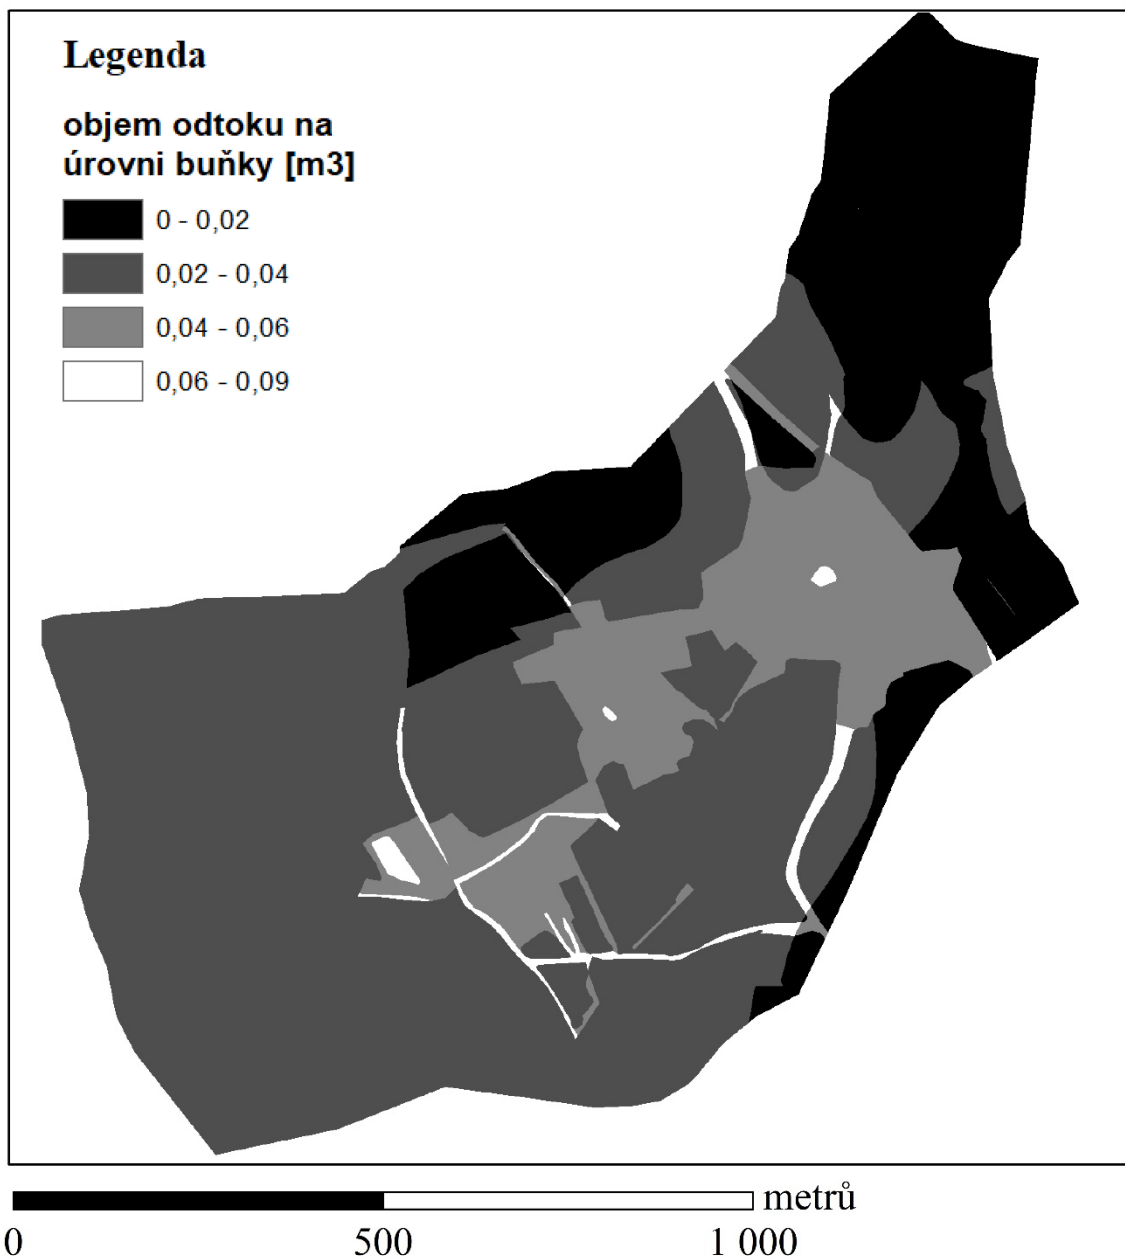 Legenda
objem odtoku na
úrovni buňky [m3]
0 - 0,02
0,02 - 0,04
0,04 - 0,06
0,06 - 0,09
metrů
0 500 1 000